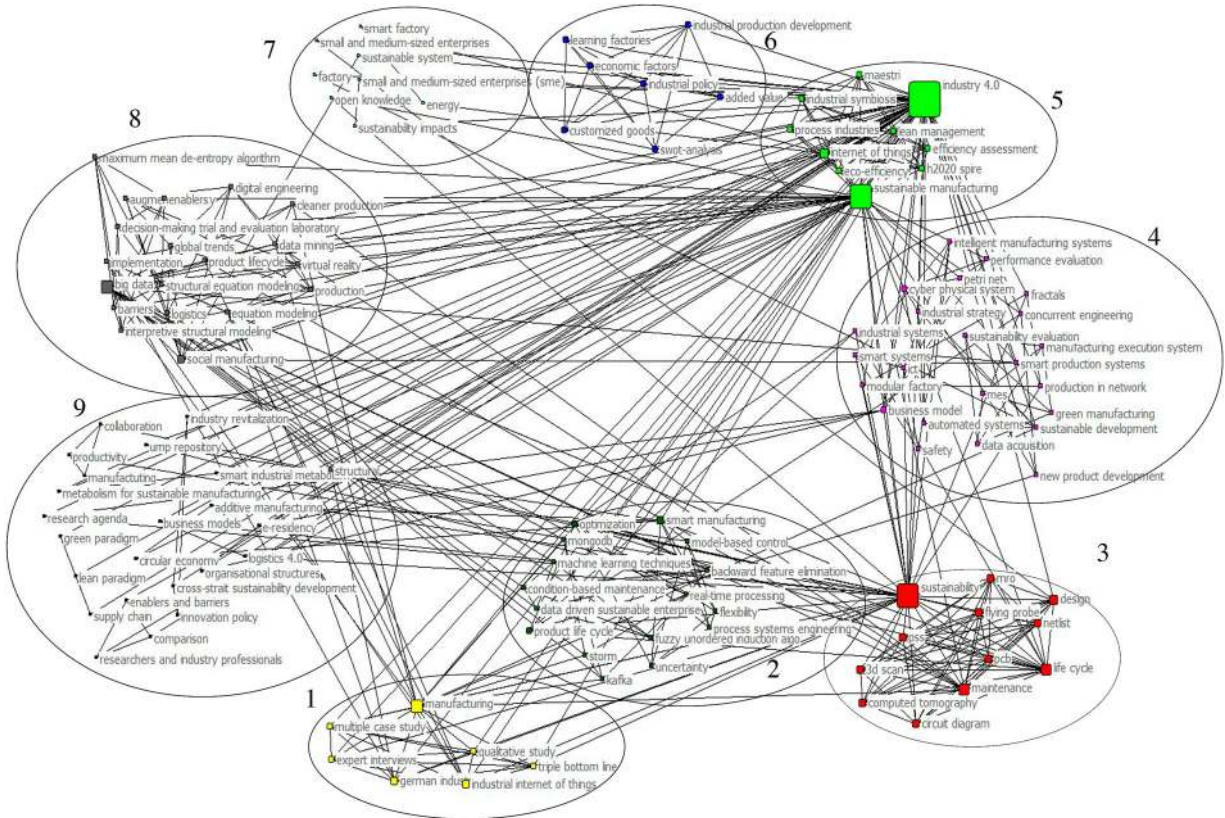 7
smart factory
small and medium-sized enterprises
sustainable system
factory
small and medium-sized enterprises (sme)
open knowledge
energy
sustainabilty impacts
6
industrial production development
learning factories
economic factors
industrial policy
added value
customized goods
swot-analysis
5
maestri
industry 4.0
industrial symbiosis
process industries
lean management
internet of things
efficiency assessment
eco-efficiency
h2020 spire
sustainable manufacturing
8
maximum mean de-entropy algorithm
digital engineering
cleaner production
decision-making trial and evaluation laboratory
global trends
data mining
implementation
product lifecycle
virtual reality
big data
structural equation modeling
production
barriers
logistics
equation modeling
interpretive structural modeling
social manufacturing
4
inteligent manufacturing systems
performance evaluation
petri net
cyber physical system
fractals
industrial strategy
concurrent engineering
industrial systems
sustainabilty evaluation
manufacturing execution system
smart systems
smart production systems
ict
modular factory
production in network
mes
business model
green manufacturing
automated systems
sustainable development
data acquition
safety
new product development
9
industry revitalization
collaboration
ump repository
productivity
structural
manufactuting
smart industrial metabol
metabolism for sustainable manufacturing
additive manufacturing
research agenda
business models
e-residency
green paradigm
circular economy
logistics 4.0
organisational structures
lean paradigm
cross-strait sustainability development
enablers and barriers
supply chain
innovation policy
comparison
researchers and industry professionals
optimization
smart manufacturing
mongodb
model-based control
machine learning techniques
backward feature elimination
condition-based maintenance
real-time processing
data driven sustainable enterprise
flexibility
product life cycle
process systems engineering
fuzzy unordered induction algo
storm
uncertainty
kafka
2
3
sustainability
mro
design
flying probe
netlist
pss
pcb
3d scan
life cycle
maintenance
computed tomography
circuit diagram
1
manufacturing
multiple case study
qualitative study
expert interviews
triple bottom line
german indust
industrial internet of things